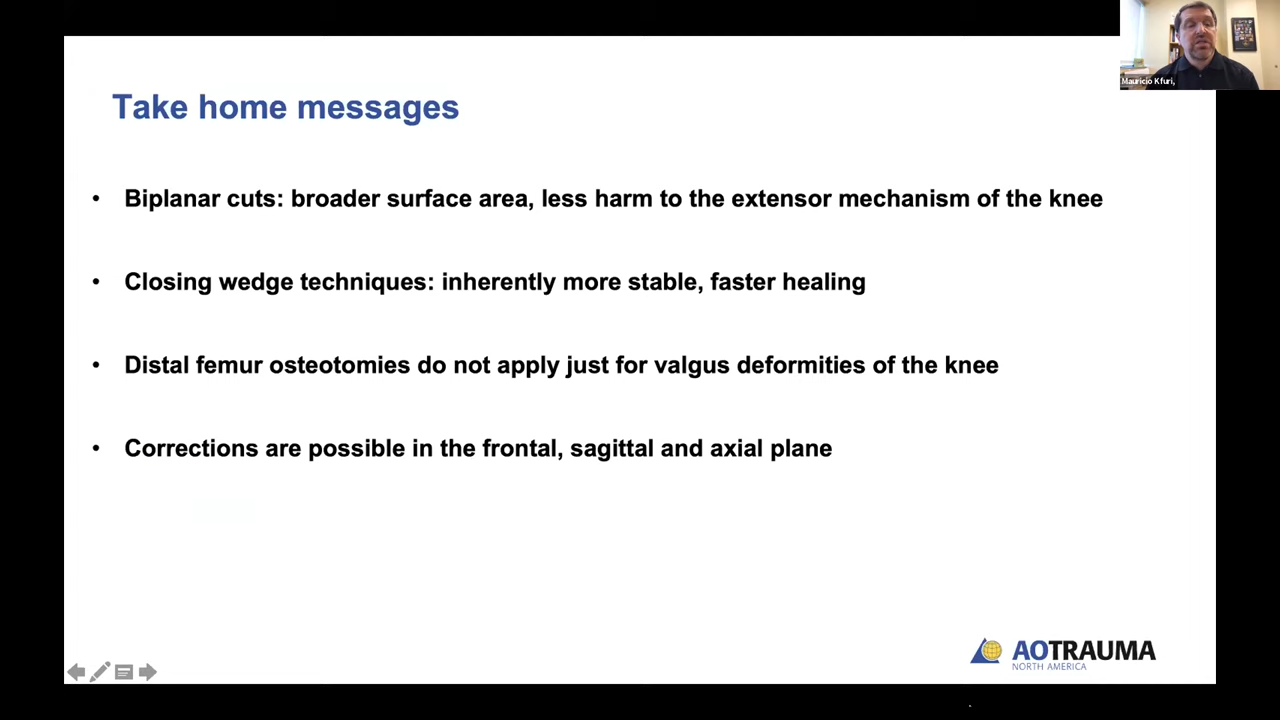 Mauricio Kfuri,
Take home messages
• Biplanar cuts: broader surface area, less harm to the extensor mechanism of the knee
• Closing wedge techniques: inherently more stable, faster healing
• Distal femur osteotomies do not apply just for valgus deformities of the knee
• Corrections are possible in the frontal, sagittal and axial plane
AOTRAUMA
NORTH AMERICA